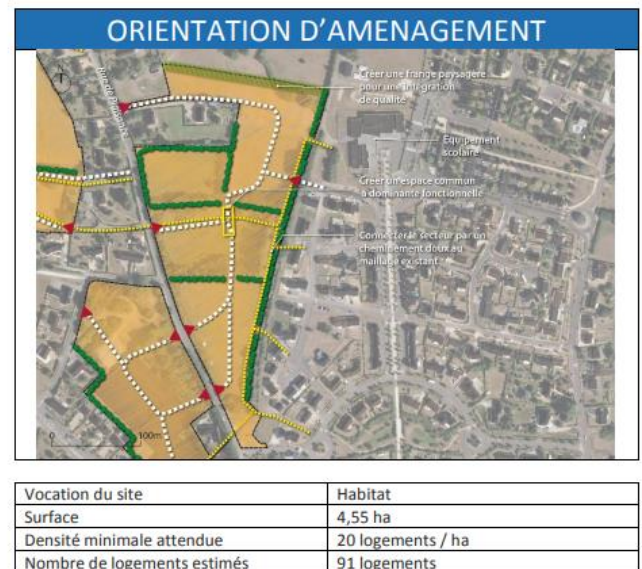 ORIENTATION D'AMENAGEMENT
Créer une frange paysagère
pour une intégration
de qualité
Equipement
scolaire
Créer un espace commun
à dominante fonctionnelle
Connecter le secteur par un
cheminement doux au
maillage existant
0 100m
Vocation du site Habitat
Surface 4,55 ha
Densité minimale attendue 20 logements / ha
Nombre de logements estimés 91 logements